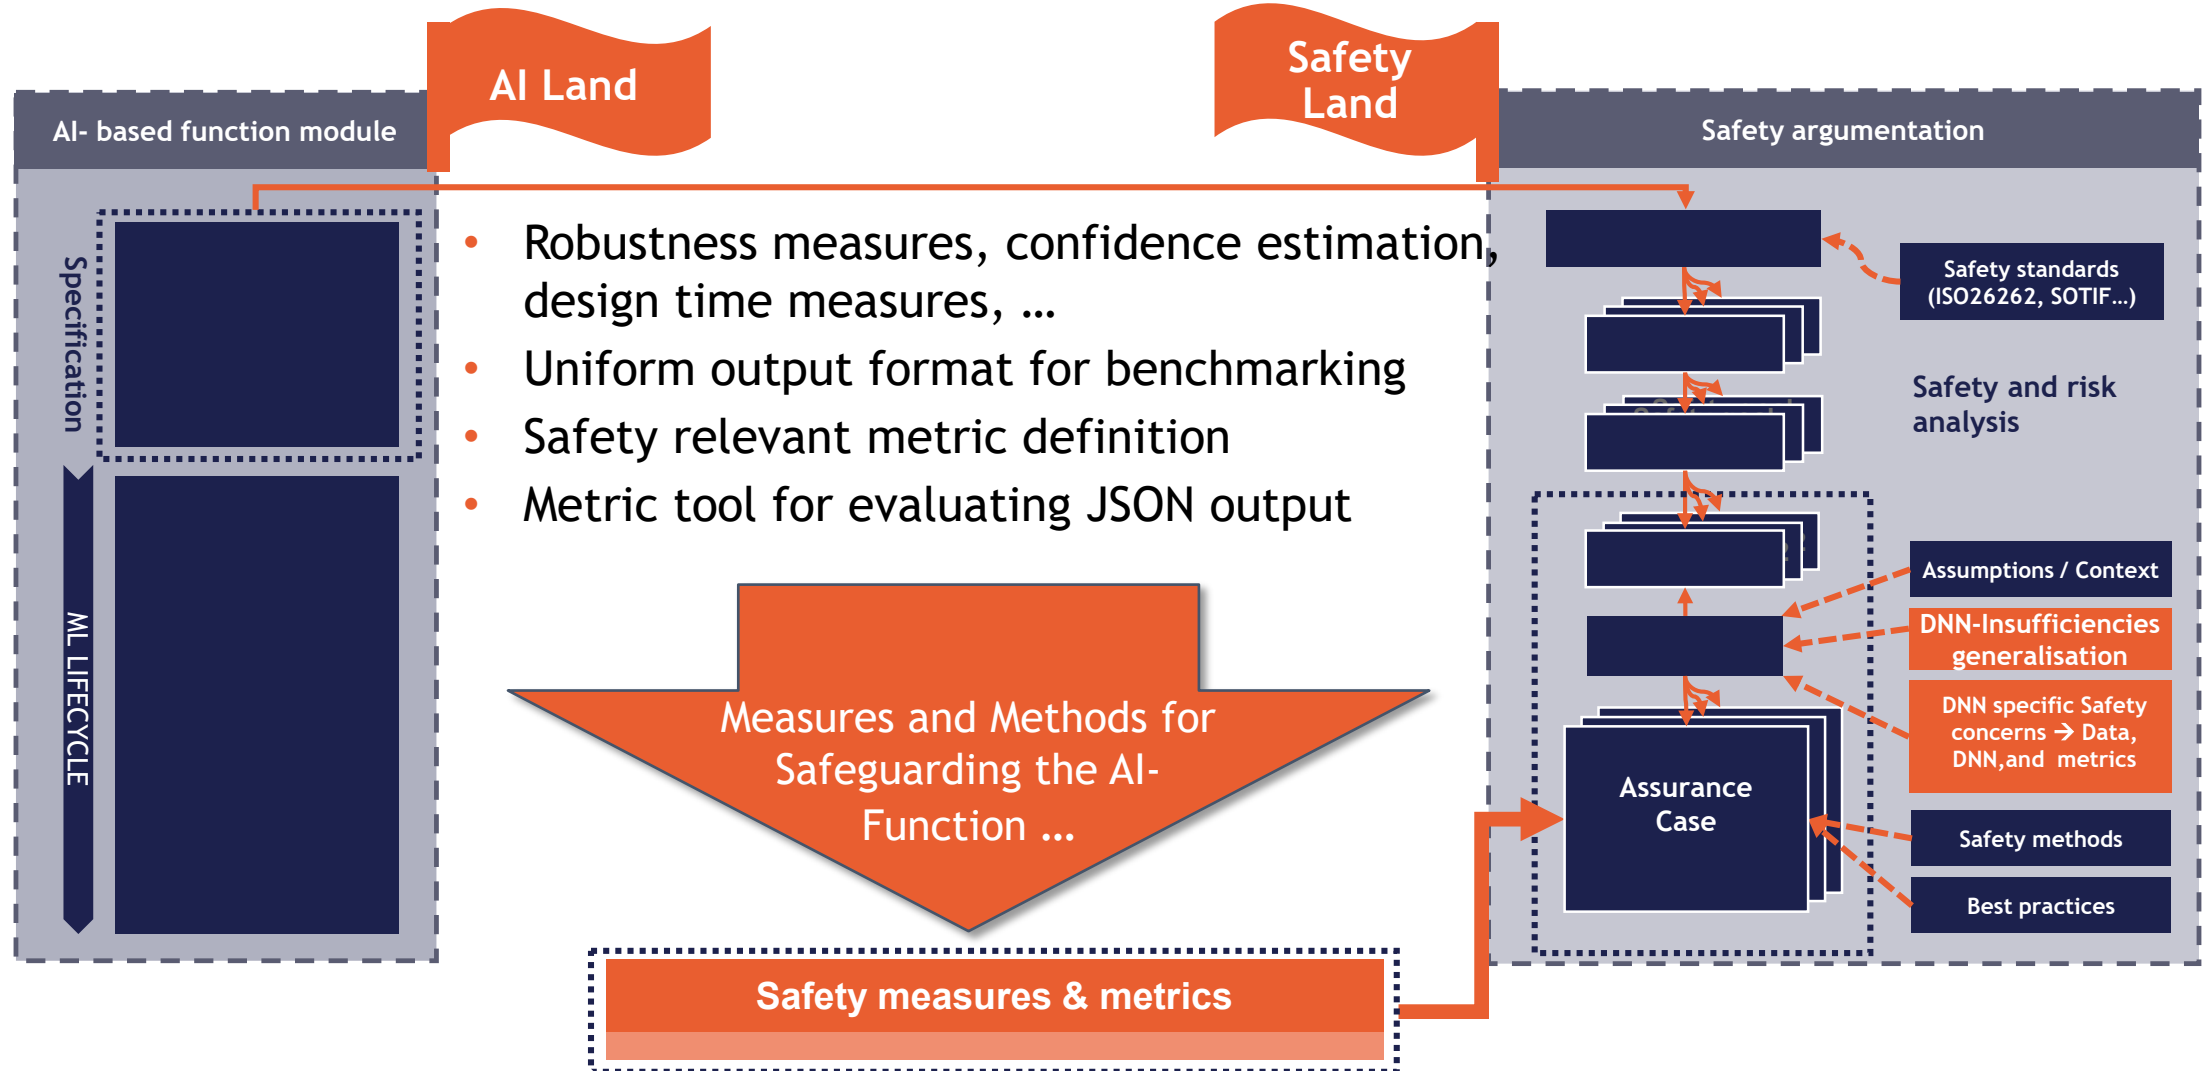 AI Land
Safety
Land
AI- based function module
Safety argumentation
Specification
ML LIFECYCLE
• Robustness measures, confidence estimation,
design time measures, …
• Uniform output format for benchmarking
• Safety relevant metric definition
• Metric tool for evaluating JSON output
Measures and Methods for
Safeguarding the AI-
Function …
Safety measures & metrics
Safety standards
(ISO26262, SOTIF…)
Safety and risk
analysis
Assumptions / Context
DNN-Insufficiencies
generalisation
DNN specific Safety
concerns → Data,
DNN,and metrics
Assurance
Case
Safety methods
Best practices